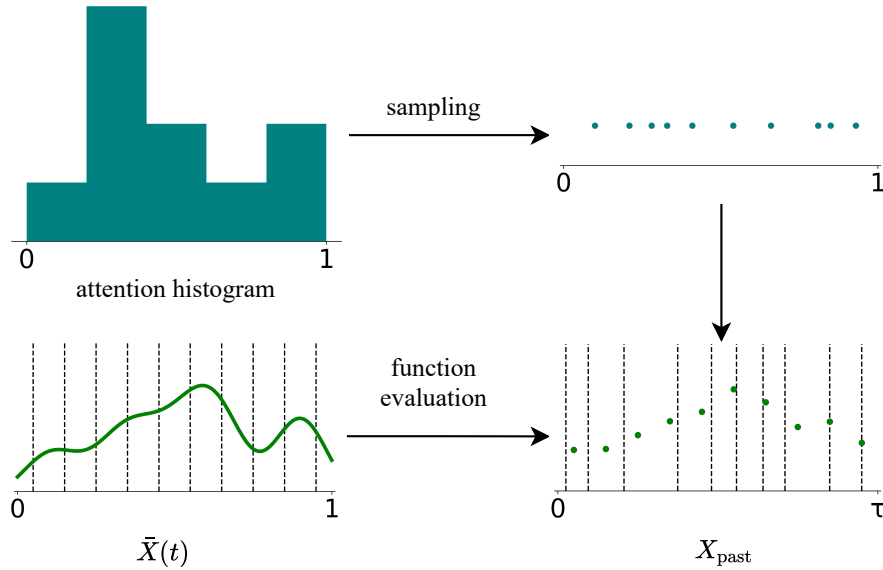 sampling
0 1
0 1
attention histogram
function
evaluation
0 1
0 τ
X̄(t)
X_past